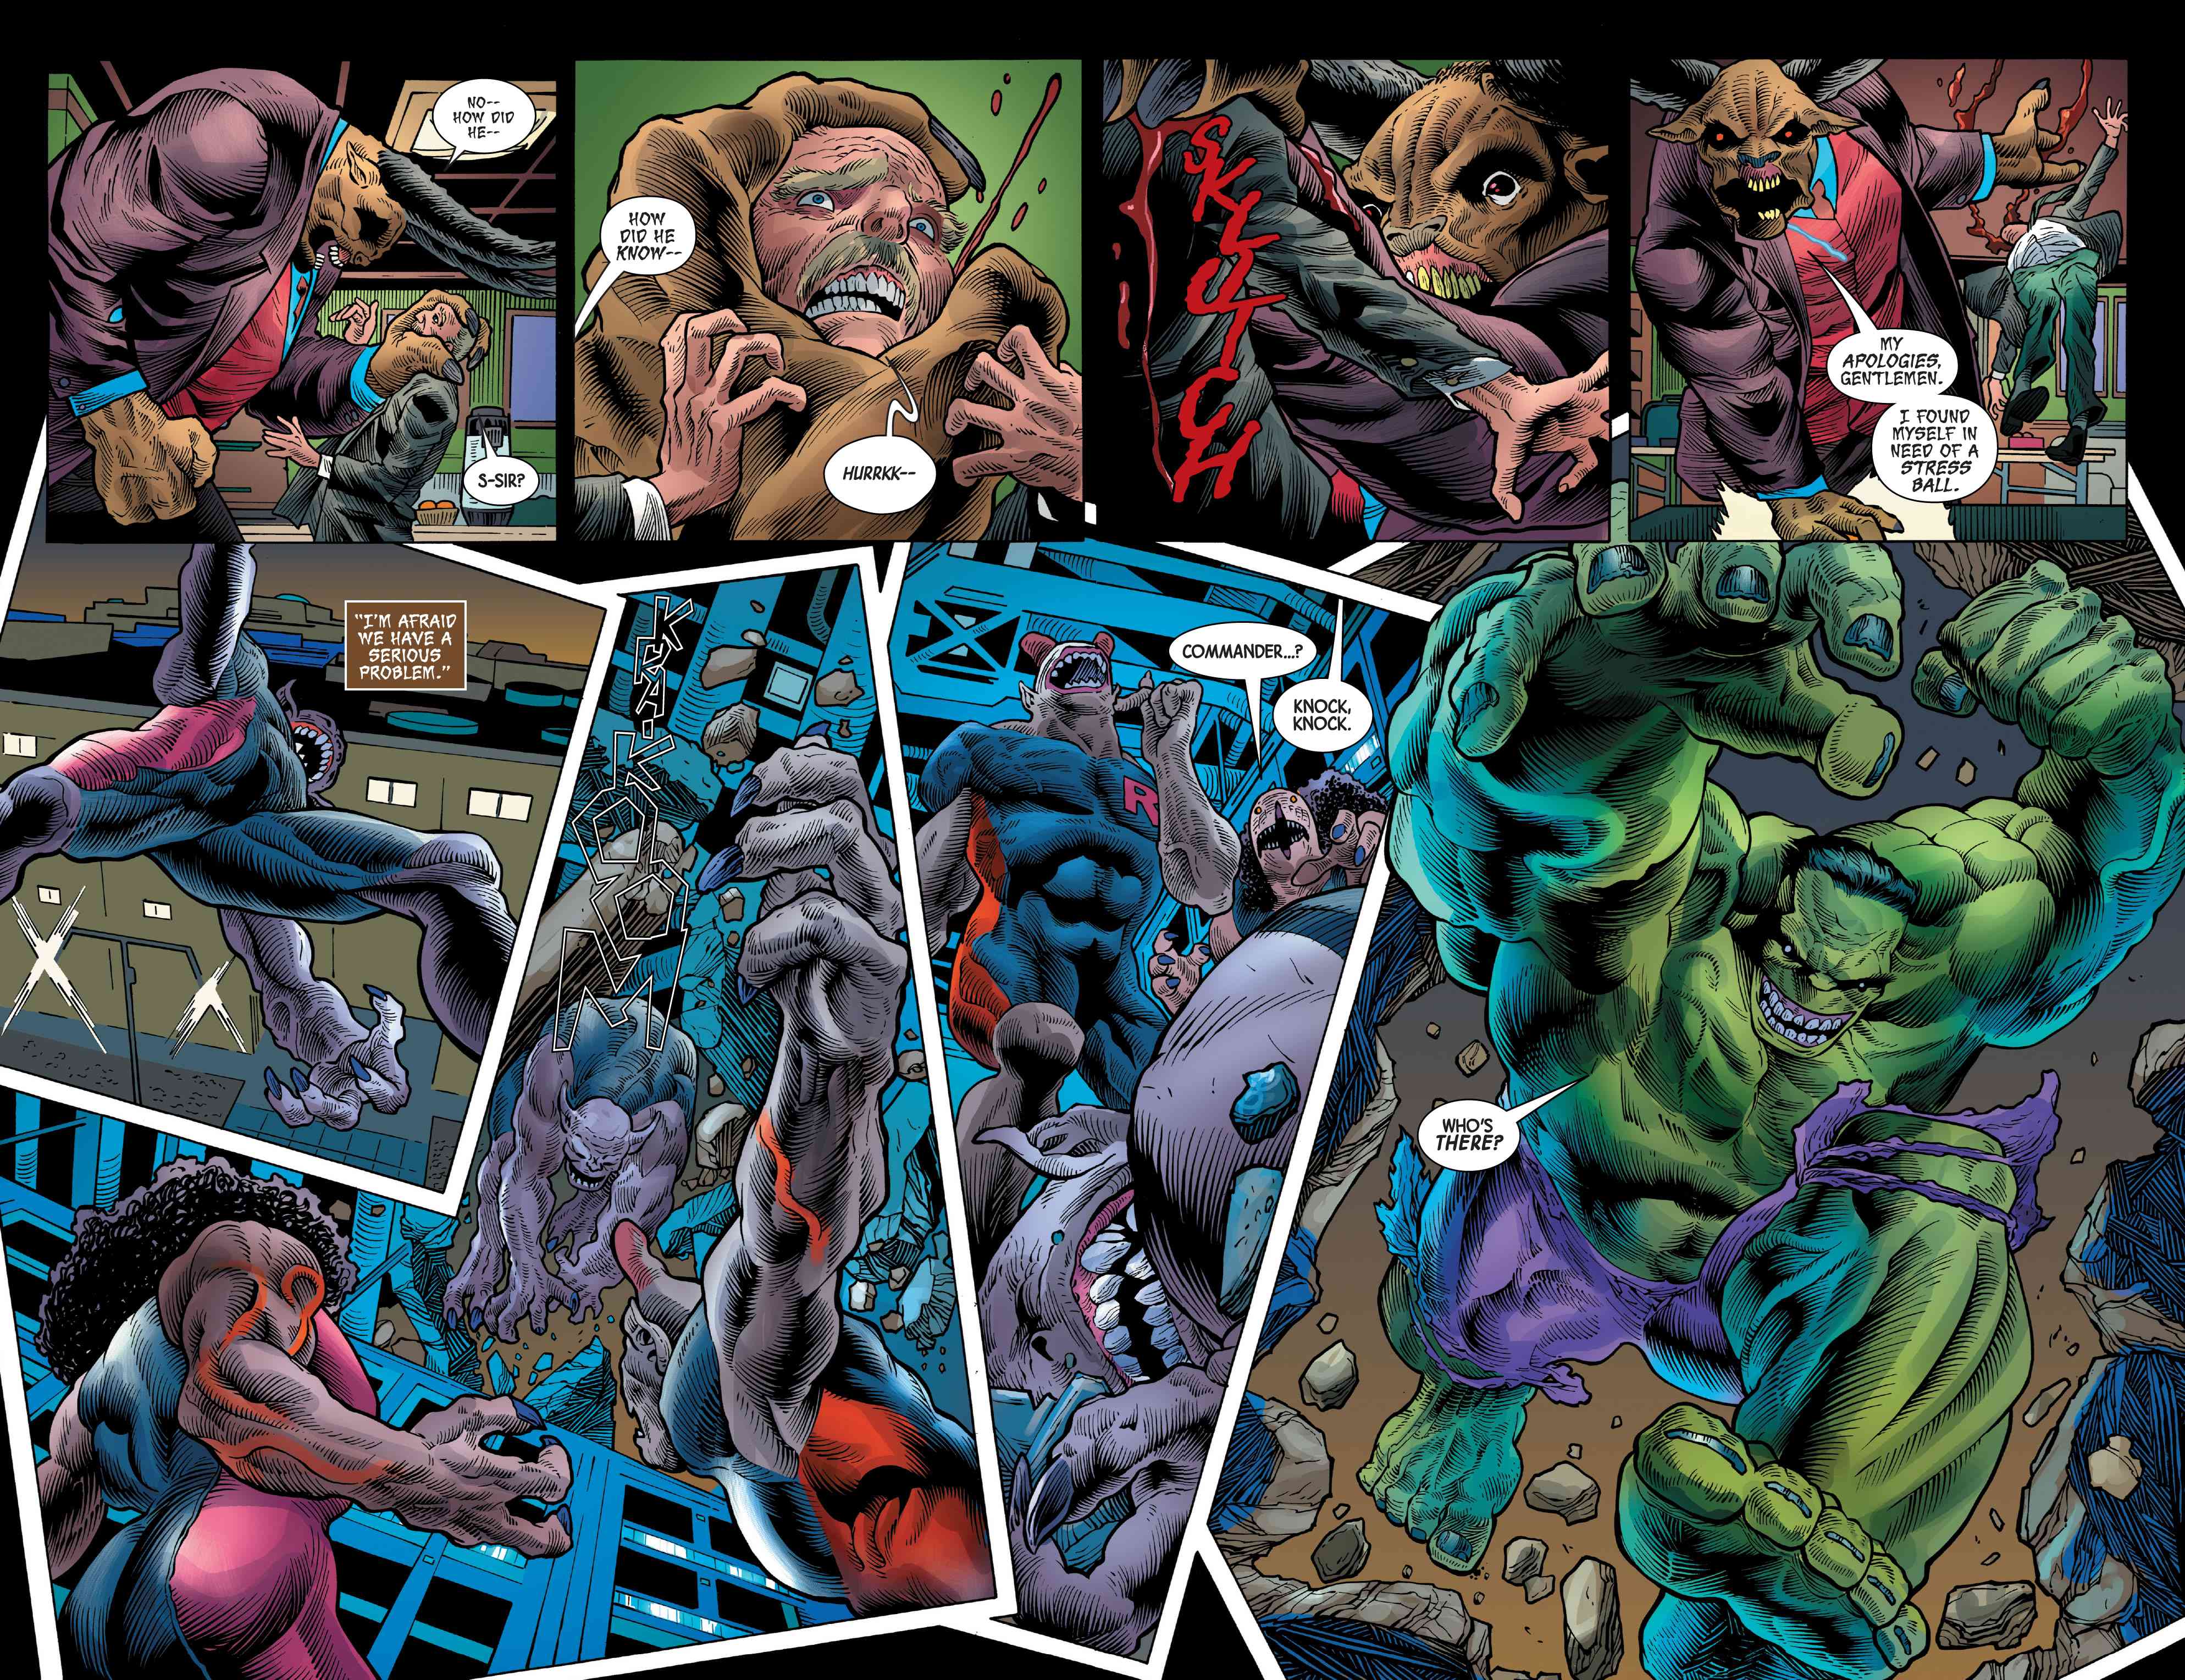 NO--
HOW DID
HE--
S-SIR?
HOW
DID HE
KNOW--
HURRKK--
SKLUTCH
MY
APOLOGIES,
GENTLEMEN.
I FOUND
MYSELF IN
NEED OF A
STRESS
BALL.
"I'M AFRAID
WE HAVE A
SERIOUS
PROBLEM."
KRA-KOOOM
KNOCK,
KNOCK.
COMMANDER...?
R
WHO'S
THERE?